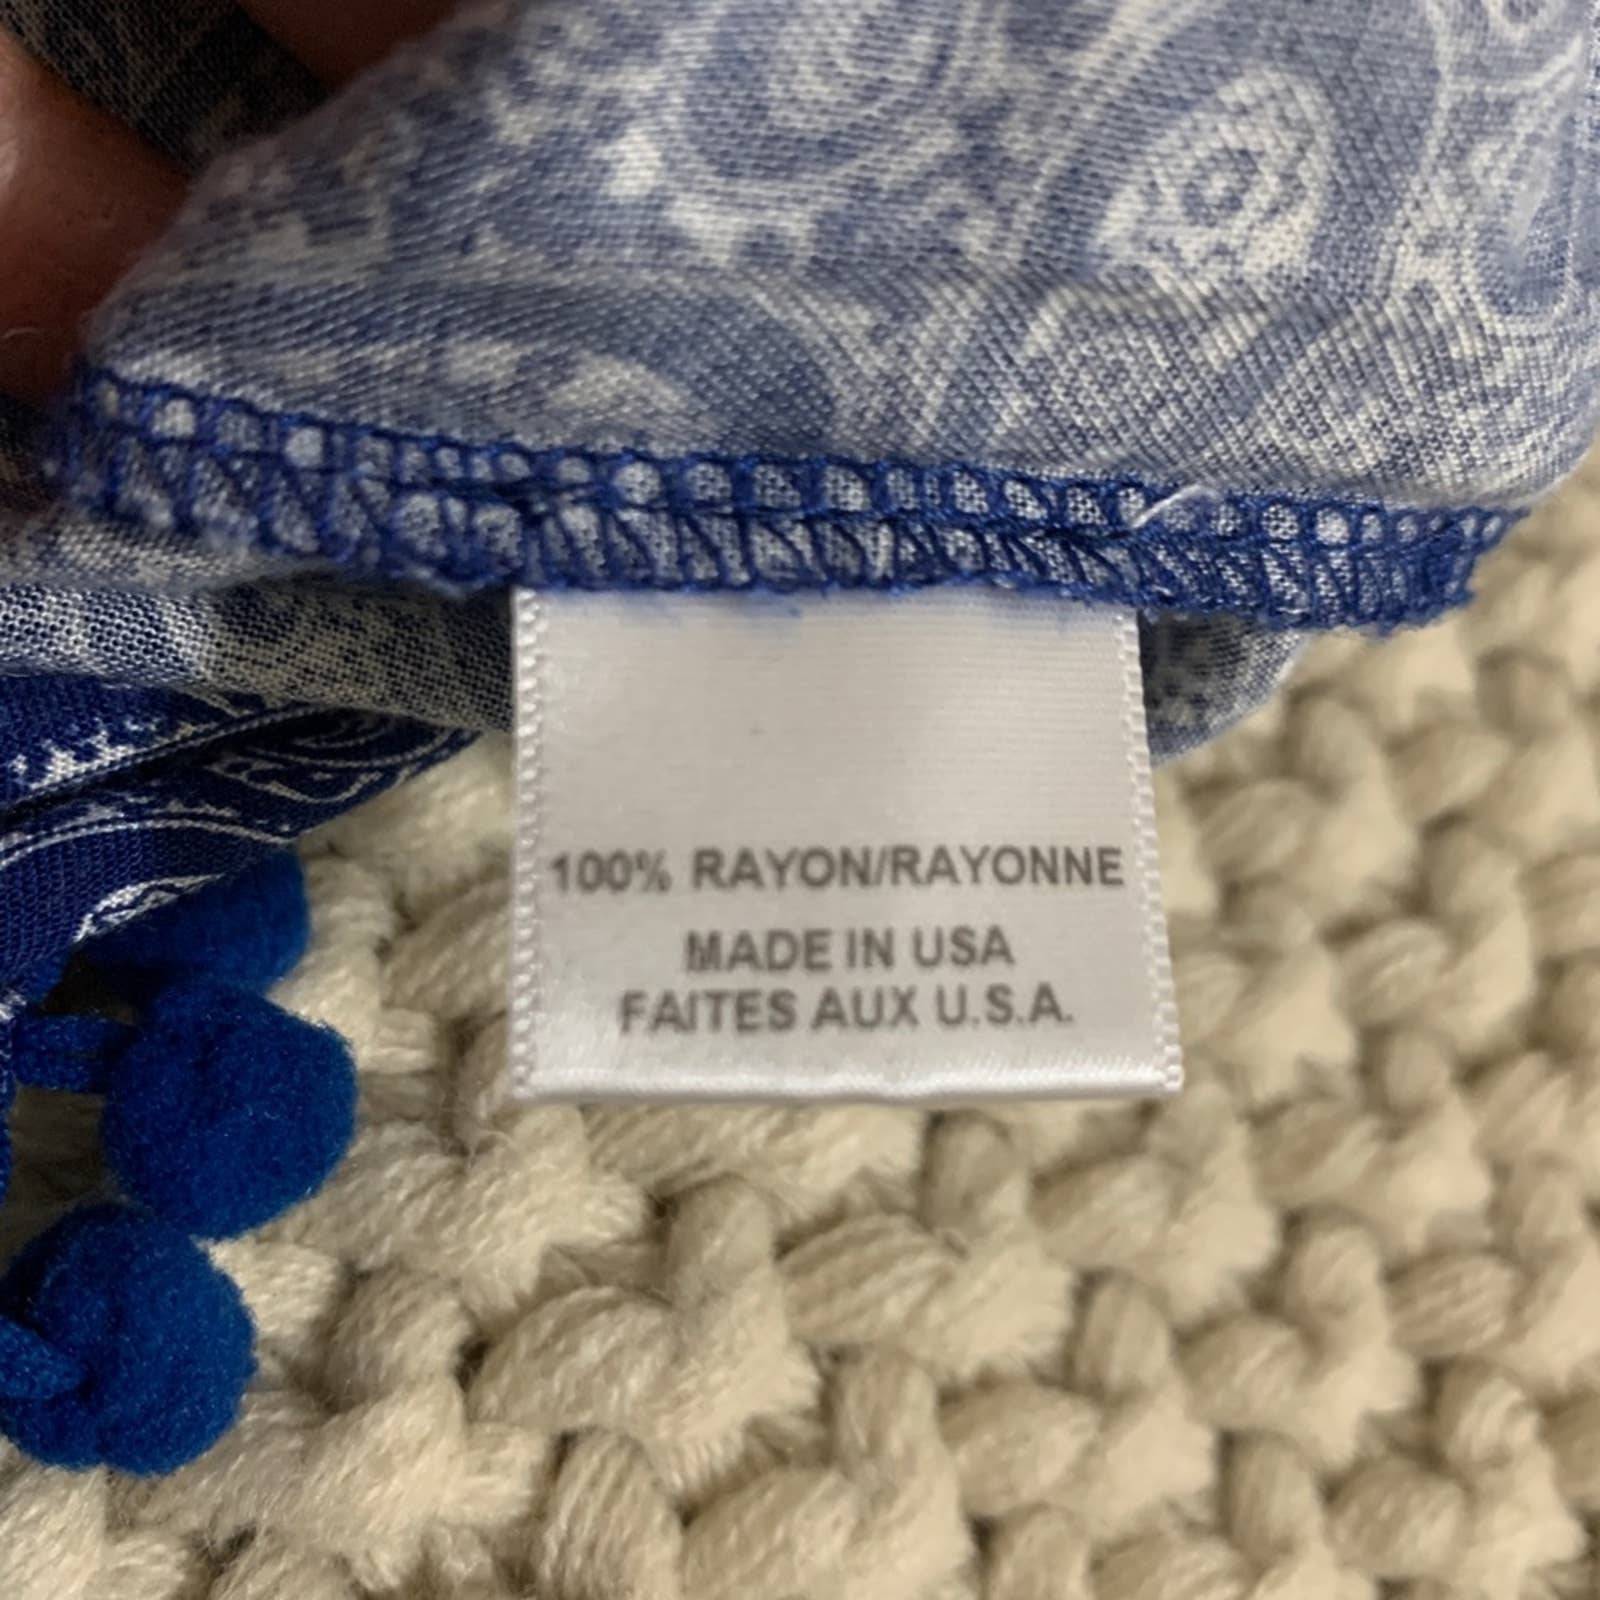 100% RAYON/RAYONNE
MADE IN USA
FAITES AUX U.S.A.